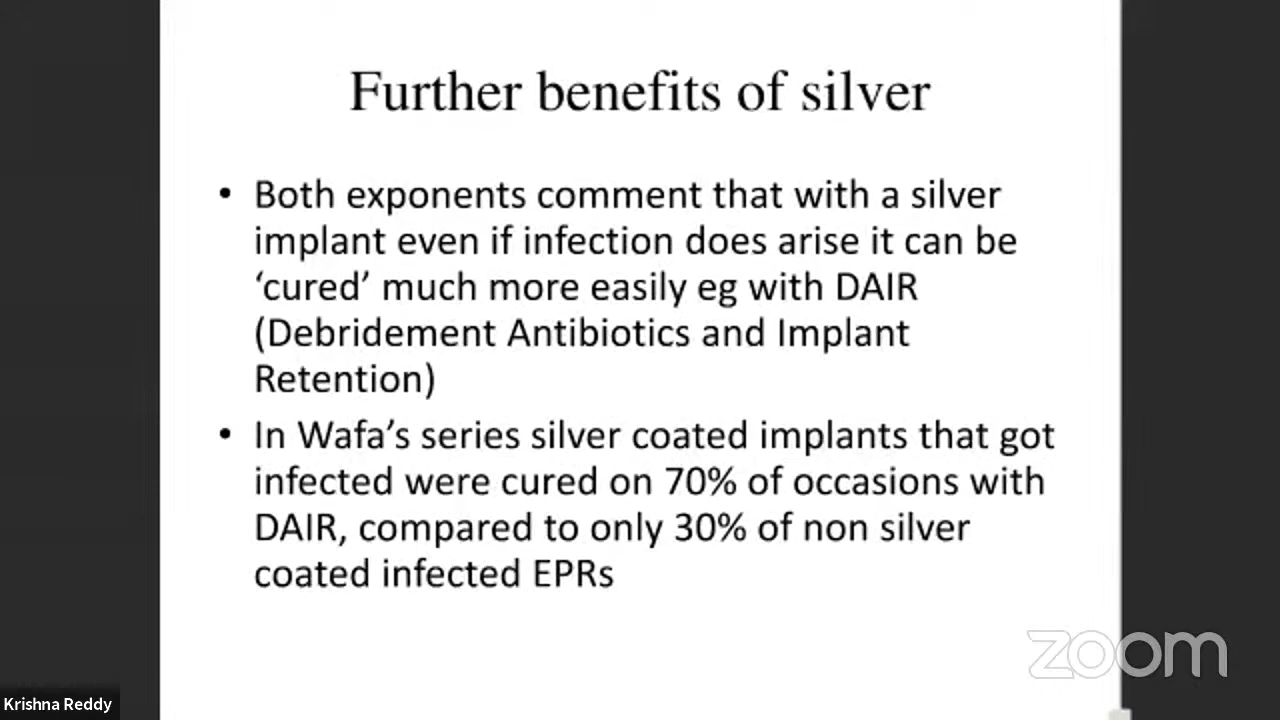 Further benefits of silver
• Both exponents comment that with a silver
implant even if infection does arise it can be
‘cured’ much more easily eg with DAIR
(Debridement Antibiotics and Implant
Retention)
• In Wafa’s series silver coated implants that got
infected were cured on 70% of occasions with
DAIR, compared to only 30% of non silver
coated infected EPRs
zoom
Krishna Reddy